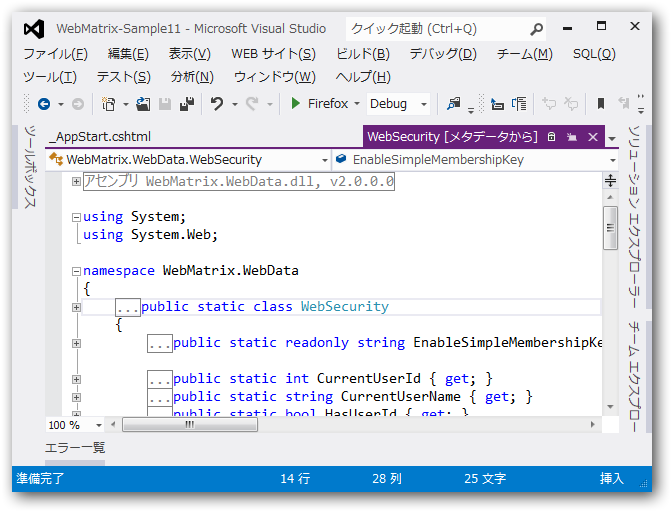 WebMatrix-Sample11 - Microsoft Visual Studio
クイック起動 (Ctrl+Q)
ファイル(F) 編集(E) 表示(V) WEB サイト(S) ビルド(B) デバッグ(D) チーム(M) SQL(Q)
ツール(T) テスト(S) 分析(N) ウィンドウ(W) ヘルプ(H)
Firefox Debug
ツールボックス
_AppStart.cshtml WebSecurity [メタデータから]
WebMatrix.WebData.WebSecurity EnableSimpleMembershipKey
アセンブリ WebMatrix.WebData.dll, v2.0.0.0
using System;
using System.Web;
namespace WebMatrix.WebData
{
...public static class WebSecurity
{
...public static readonly string EnableSimpleMembershipKe
...public static int CurrentUserId { get; }
...public static string CurrentUserName { get; }
...public static bool HasUserId { get; }
100 %
ソリューション エクスプローラー
チーム エクスプロー
エラー一覧
準備完了 14 行 28 列 25 文字 挿入